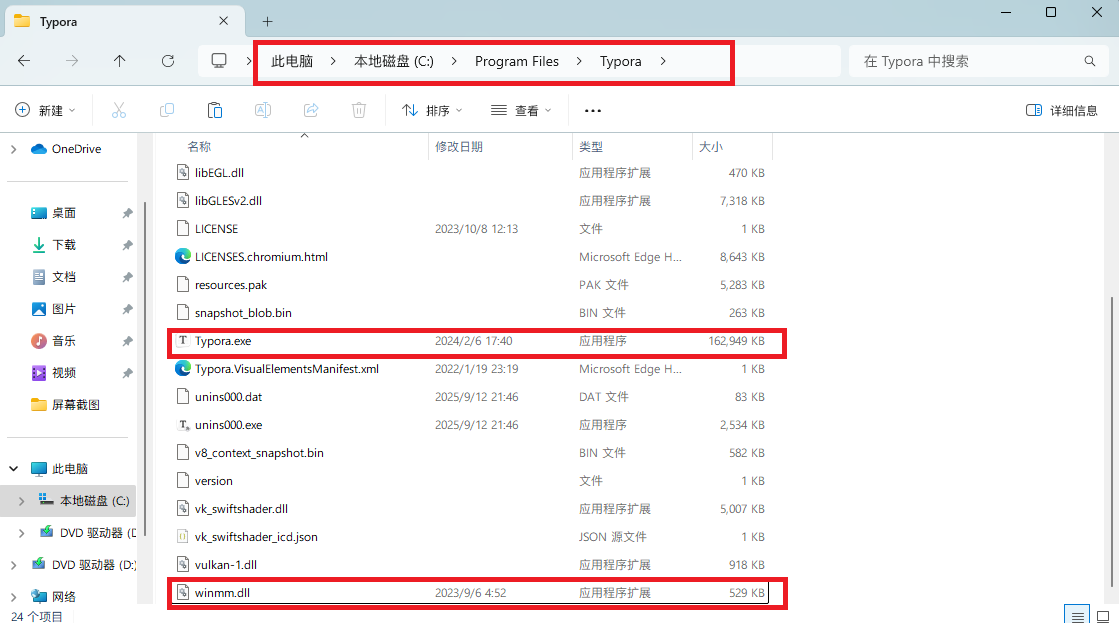 Typora
此电脑 本地磁盘 (C:) Program Files Typora 在 Typora 中搜索
新建 排序 查看 详细信息
名称 修改日期 类型 大小
OneDrive
桌面
下载
文档
图片
音乐
视频
屏幕截图
此电脑
本地磁盘 (C:)
DVD 驱动器 (D
DVD 驱动器 (D:)
网络
libEGL.dll 应用程序扩展 470 KB
libGLESv2.dll 应用程序扩展 7,318 KB
LICENSE 2023/10/8 12:13 文件 1 KB
LICENSES.chromium.html Microsoft Edge H... 8,643 KB
resources.pak PAK 文件 5,283 KB
snapshot_blob.bin BIN 文件 263 KB
Typora.exe 2024/2/6 17:40 应用程序 162,949 KB
Typora.VisualElementsManifest.xml 2022/1/19 23:19 Microsoft Edge H... 1 KB
unins000.dat 2025/9/12 21:46 DAT 文件 83 KB
unins000.exe 2025/9/12 21:46 应用程序 2,534 KB
v8_context_snapshot.bin BIN 文件 582 KB
version 文件 1 KB
vk_swiftshader.dll 应用程序扩展 5,007 KB
vk_swiftshader_icd.json JSON 源文件 1 KB
vulkan-1.dll 应用程序扩展 918 KB
winmm.dll 2023/9/6 4:52 应用程序扩展 529 KB
24 个项目